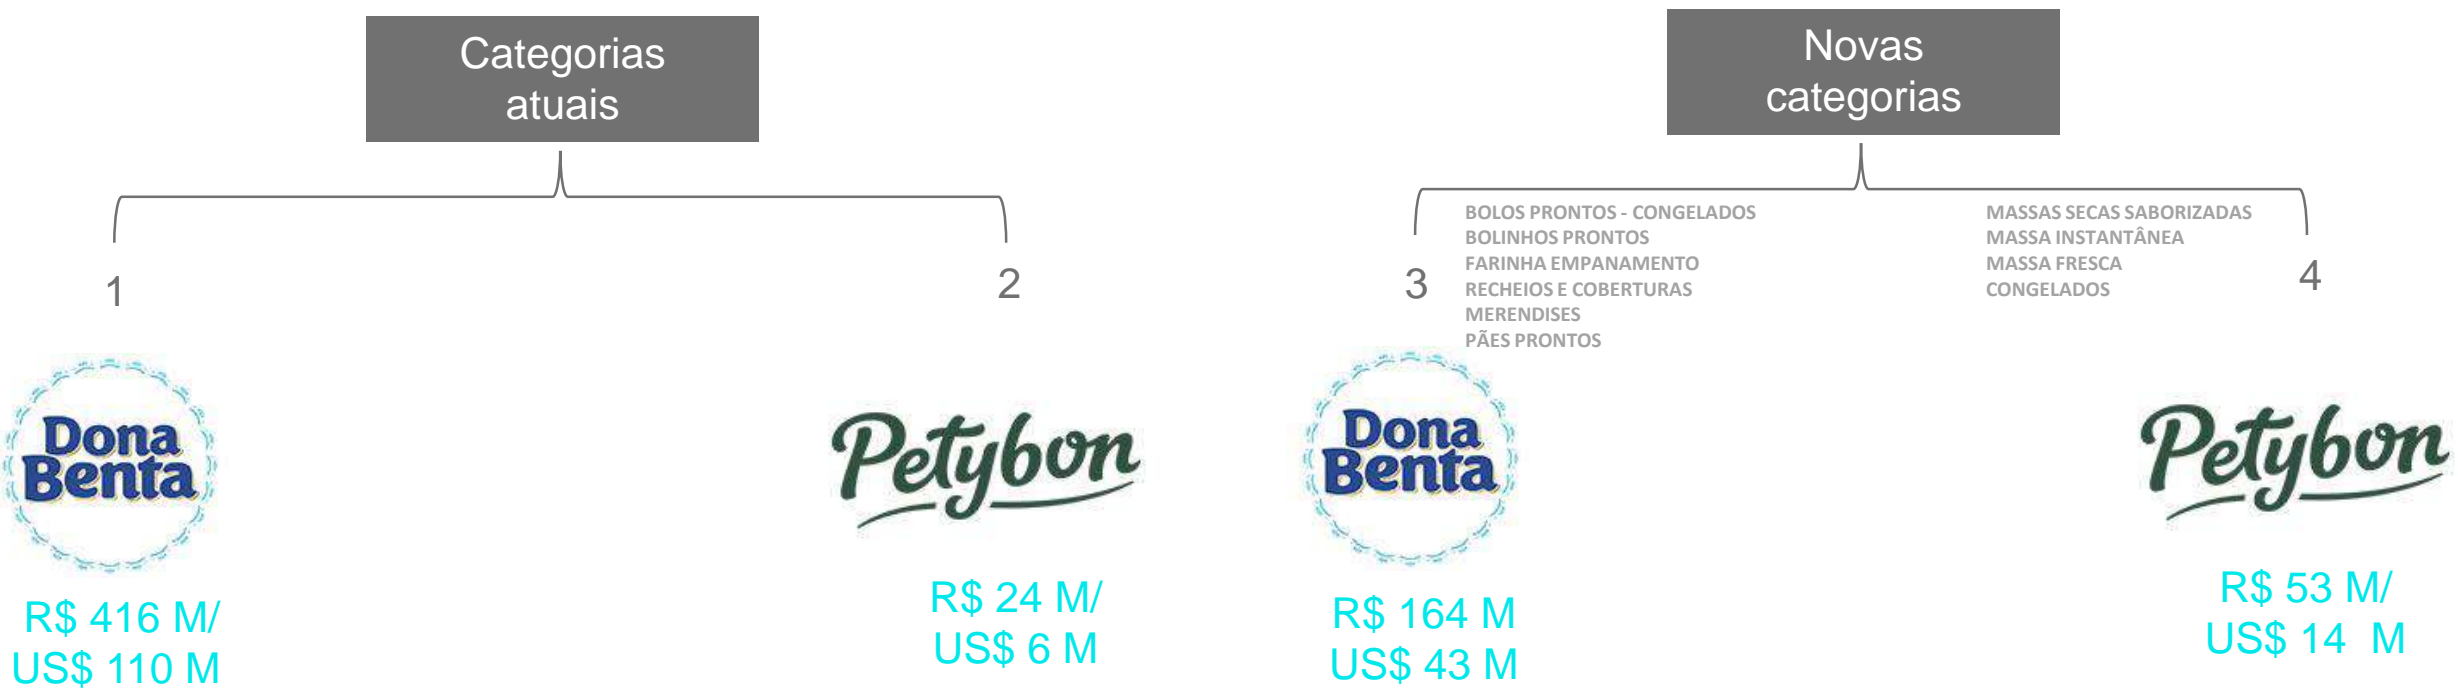 Categorias
atuais
1
2
Dona
Benta
R$ 416 M/
US$ 110 M
Petybon
R$ 24 M/
US$ 6 M
Novas
categorias
3
BOLOS PRONTOS - CONGELADOS
BOLINHOS PRONTOS
FARINHA EMPANAMENTO
RECHEIOS E COBERTURAS
MERENDISES
PÃES PRONTOS
MASSAS SECAS SABORIZADAS
MASSA INSTANTÂNEA
MASSA FRESCA
CONGELADOS
4
Dona
Benta
R$ 164 M
US$ 43 M
Petybon
R$ 53 M/
US$ 14 M